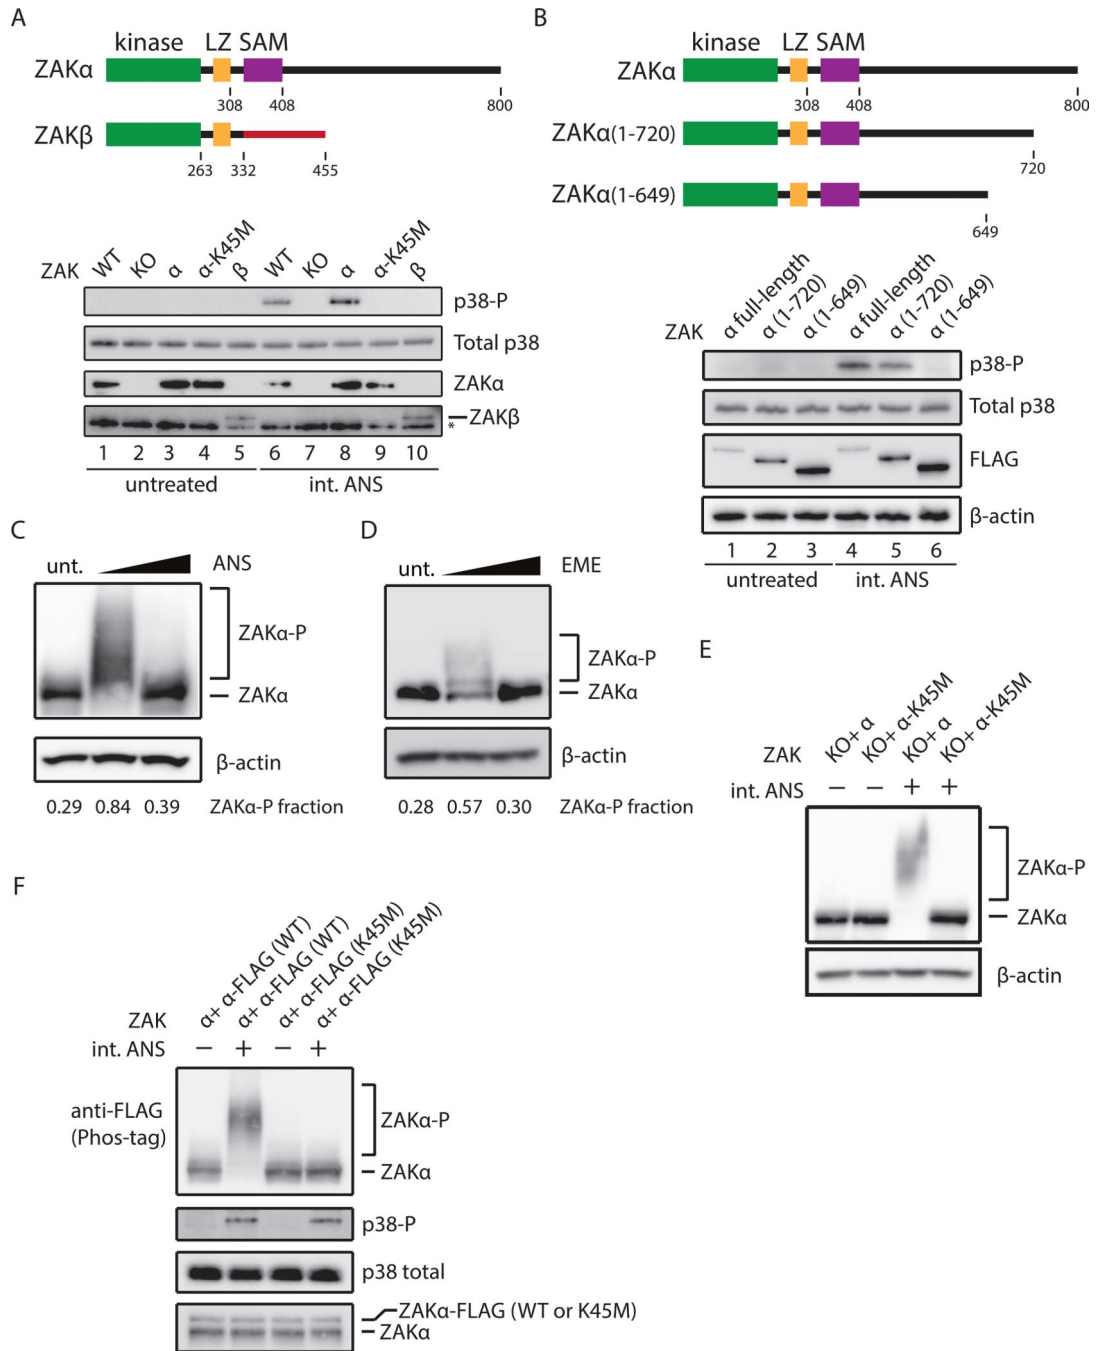 A
kinase LZ SAM
ZAKα
308 408 800
ZAKβ
263 332 455
ZAK WT KO α α-K45M β WT KO α α-K45M β
p38-P
Total p38
ZAKα
ZAKβ
*
1 2 3 4 5 6 7 8 9 10
untreated int. ANS
B
kinase LZ SAM
ZAKα
308 408 800
ZAKα(1-720)
720
ZAKα(1-649)
649
ZAK α full-length α (1-720) α (1-649) α full-length α (1-720) α (1-649)
p38-P
Total p38
FLAG
β-actin
1 2 3 4 5 6
untreated int. ANS
C
unt. ANS
ZAKα-P
ZAKα
β-actin
0.29 0.84 0.39 ZAKα-P fraction
D
unt. EME
ZAKα-P
ZAKα
β-actin
0.28 0.57 0.30 ZAKα-P fraction
E
ZAK KO+ α KO+ α-K45M KO+ α KO+ α-K45M
int. ANS − − + +
ZAKα-P
ZAKα
β-actin
F
ZAK α+ α-FLAG (WT) α+ α-FLAG (WT) α+ α-FLAG (K45M) α+ α-FLAG (K45M)
int. ANS − + − +
anti-FLAG
(Phos-tag)
ZAKα-P
ZAKα
p38-P
p38 total
ZAKα-FLAG (WT or K45M)
ZAKα